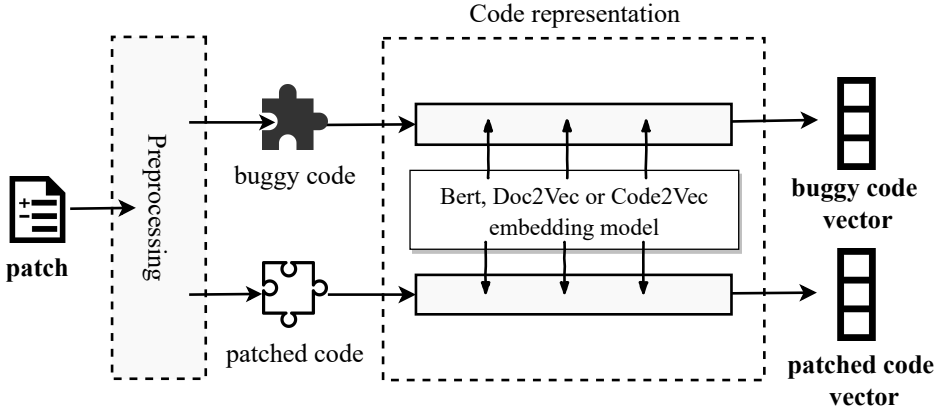 Code representation
Preprocessing
buggy code
Bert, Doc2Vec or Code2Vec
embedding model
buggy code
vector
patch
patched code
patched code
vector